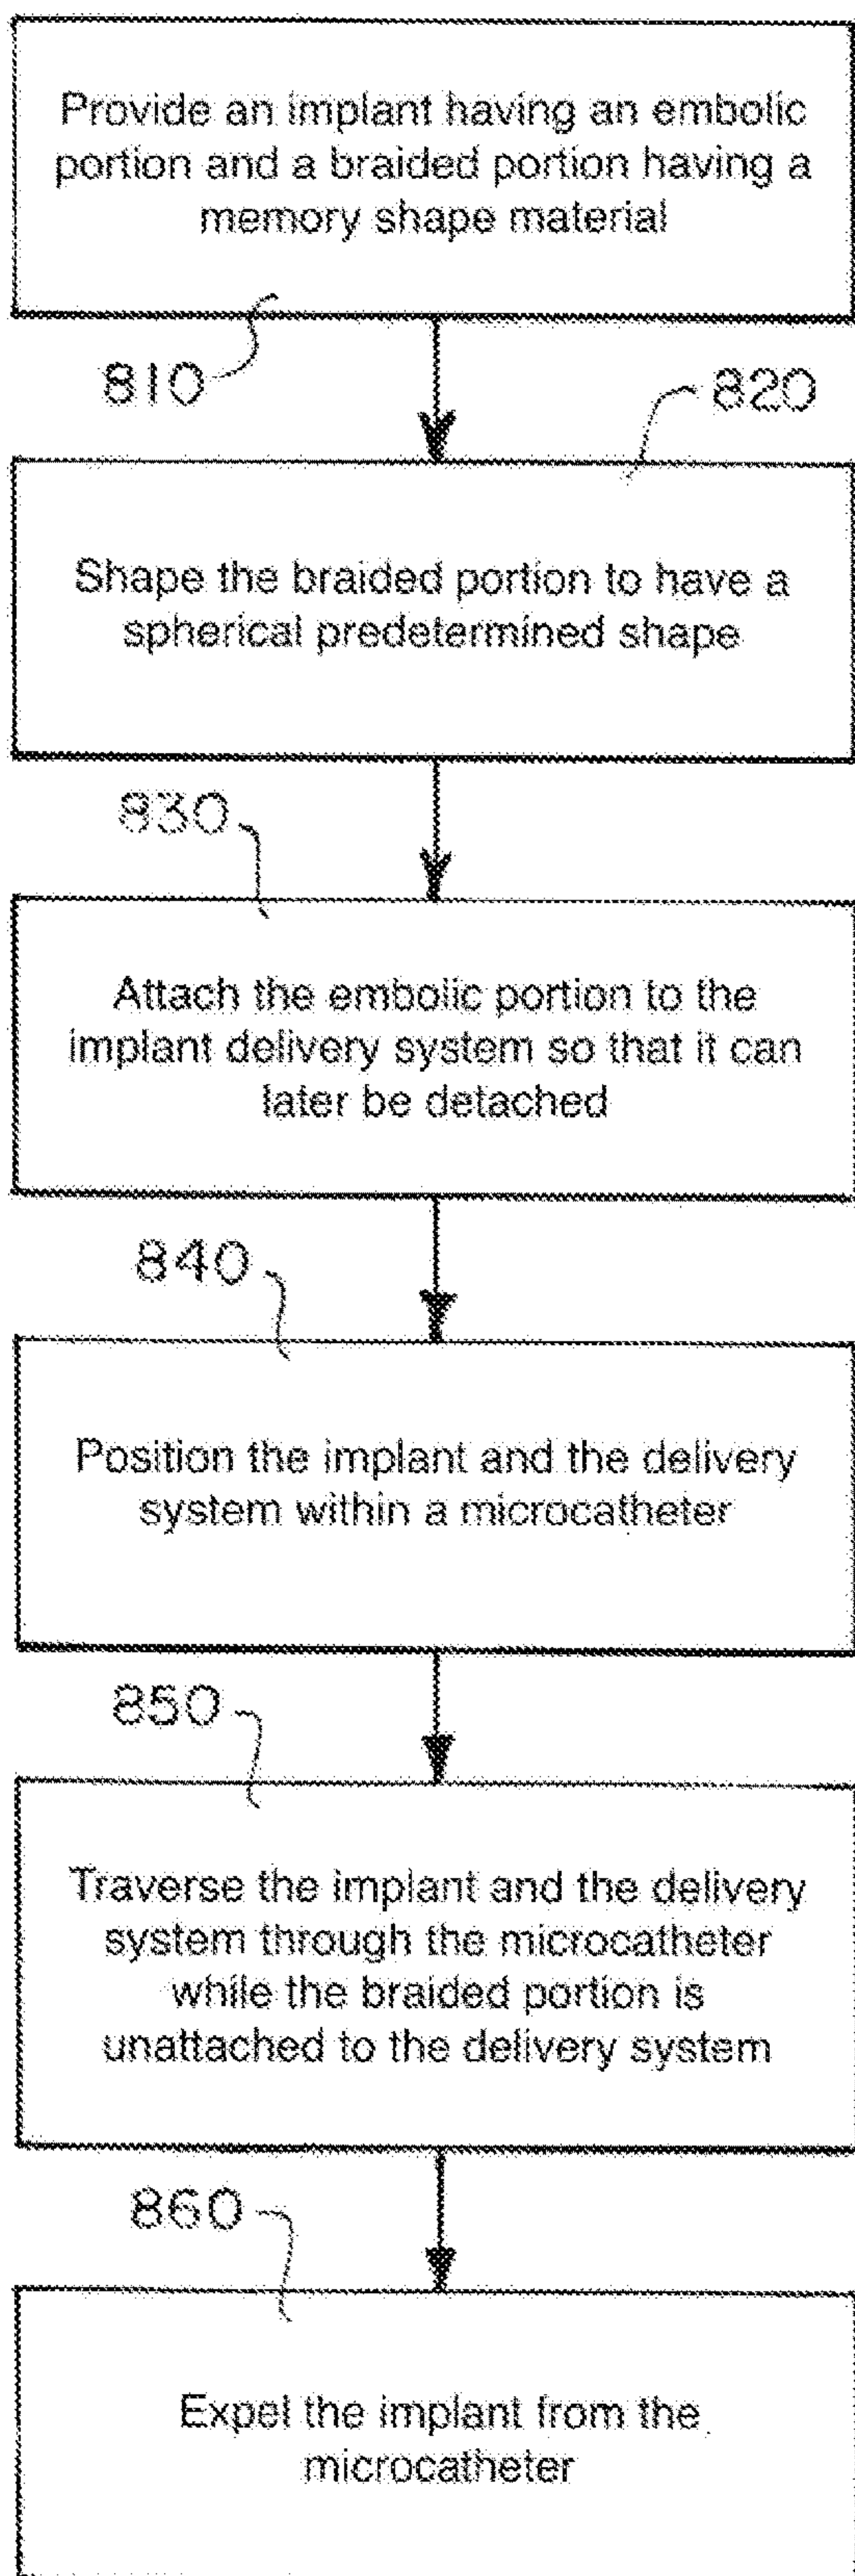 Provide an implant having an embolic
portion and a braided portion having a
memory shape material
810
820
Shape the braided portion to have a
spherical predetermined shape
830
Attach the embolic portion to the
implant delivery system so that it can
later be detached
840
Position the implant and the delivery
system within a microcatheter
850
Traverse the implant and the delivery
system through the microcatheter
while the braided portion is
unattached to the delivery system
860
Expel the implant from the
microcatheter